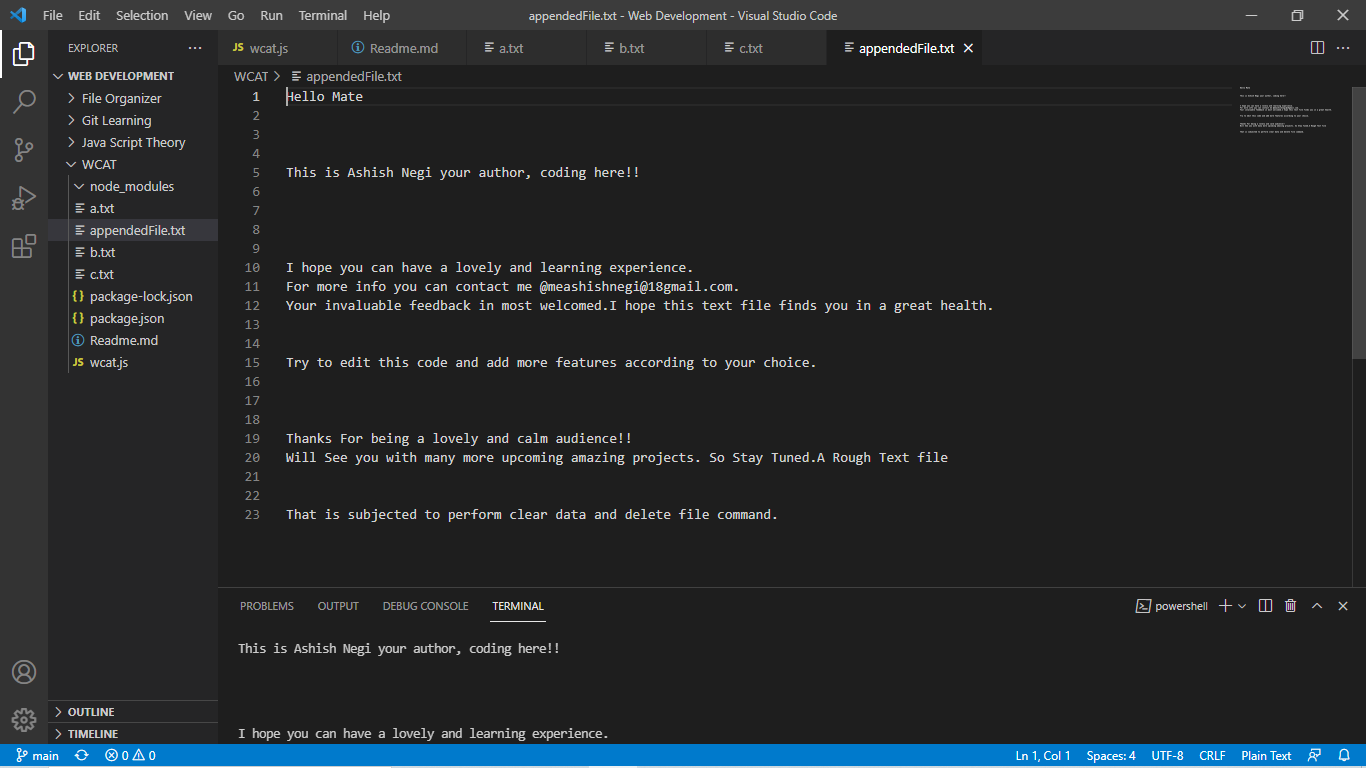 File Edit Selection View Go Run Terminal Help
appendedFile.txt - Web Development - Visual Studio Code
EXPLORER
WEB DEVELOPMENT
File Organizer
Git Learning
Java Script Theory
WCAT
node_modules
a.txt
appendedFile.txt
b.txt
c.txt
package-lock.json
package.json
Readme.md
JS wcat.js
OUTLINE
TIMELINE
JS wcat.js Readme.md a.txt b.txt c.txt appendedFile.txt
WCAT > appendedFile.txt
1 Hello Mate
2
3
4
5 This is Ashish Negi your author, coding here!!
6
7
8
9
10 I hope you can have a lovely and learning experience.
11 For more info you can contact me @meashishnegi@18gmail.com.
12 Your invaluable feedback in most welcomed.I hope this text file finds you in a great health.
13
14
15 Try to edit this code and add more features according to your choice.
16
17
18
19 Thanks For being a lovely and calm audience!!
20 Will See you with many more upcoming amazing projects. So Stay Tuned.A Rough Text file
21
22
23 That is subjected to perform clear data and delete file command.
PROBLEMS OUTPUT DEBUG CONSOLE TERMINAL powershell
This is Ashish Negi your author, coding here!!
I hope you can have a lovely and learning experience.
main 0 0 Ln 1, Col 1 Spaces: 4 UTF-8 CRLF Plain Text